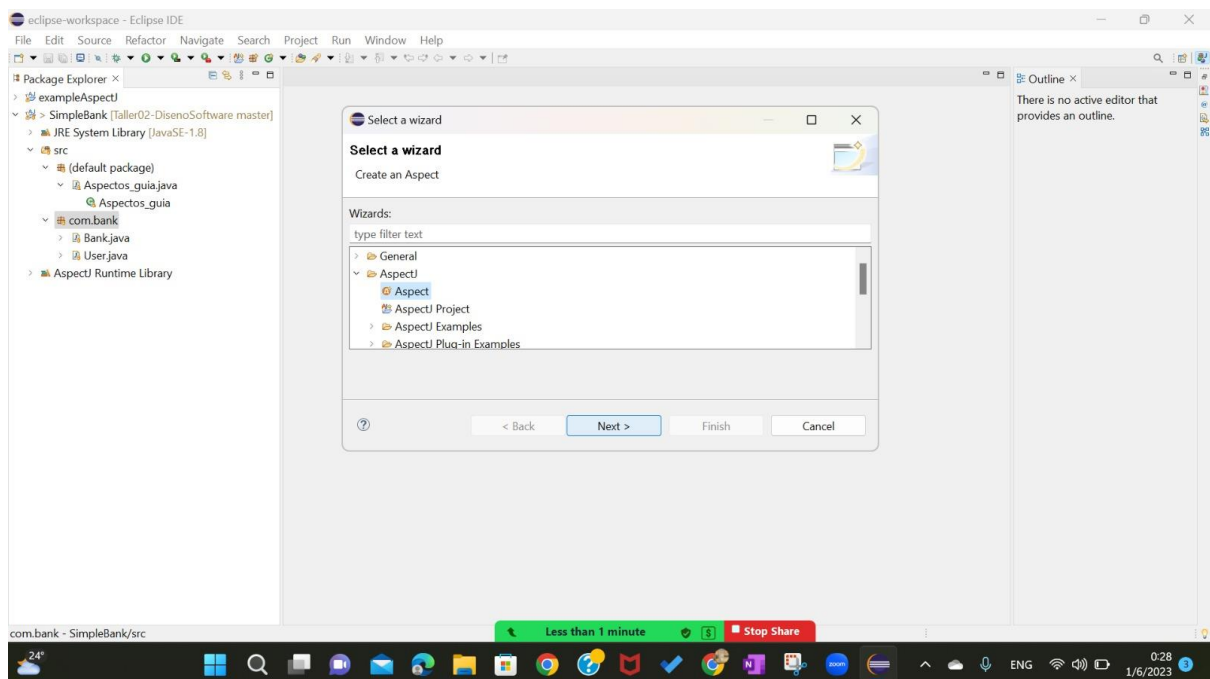 eclipse-workspace - Eclipse IDE
File Edit Source Refactor Navigate Search Project Run Window Help
Package Explorer ×
exampleAspectJ
> SimpleBank [Taller02-DisenoSoftware master]
JRE System Library [JavaSE-1.8]
src
(default package)
Aspectos_guia.java
Aspectos_guia
com.bank
Bank.java
User.java
AspectJ Runtime Library
Select a wizard
Select a wizard
Create an Aspect
Wizards:
type filter text
General
AspectJ
Aspect
AspectJ Project
AspectJ Examples
AspectJ Plug-in Examples
< Back Next > Finish Cancel
Outline ×
There is no active editor that
provides an outline.
com.bank - SimpleBank/src
Less than 1 minute Stop Share
24°
zoom
ENG
0:28
1/6/2023
3